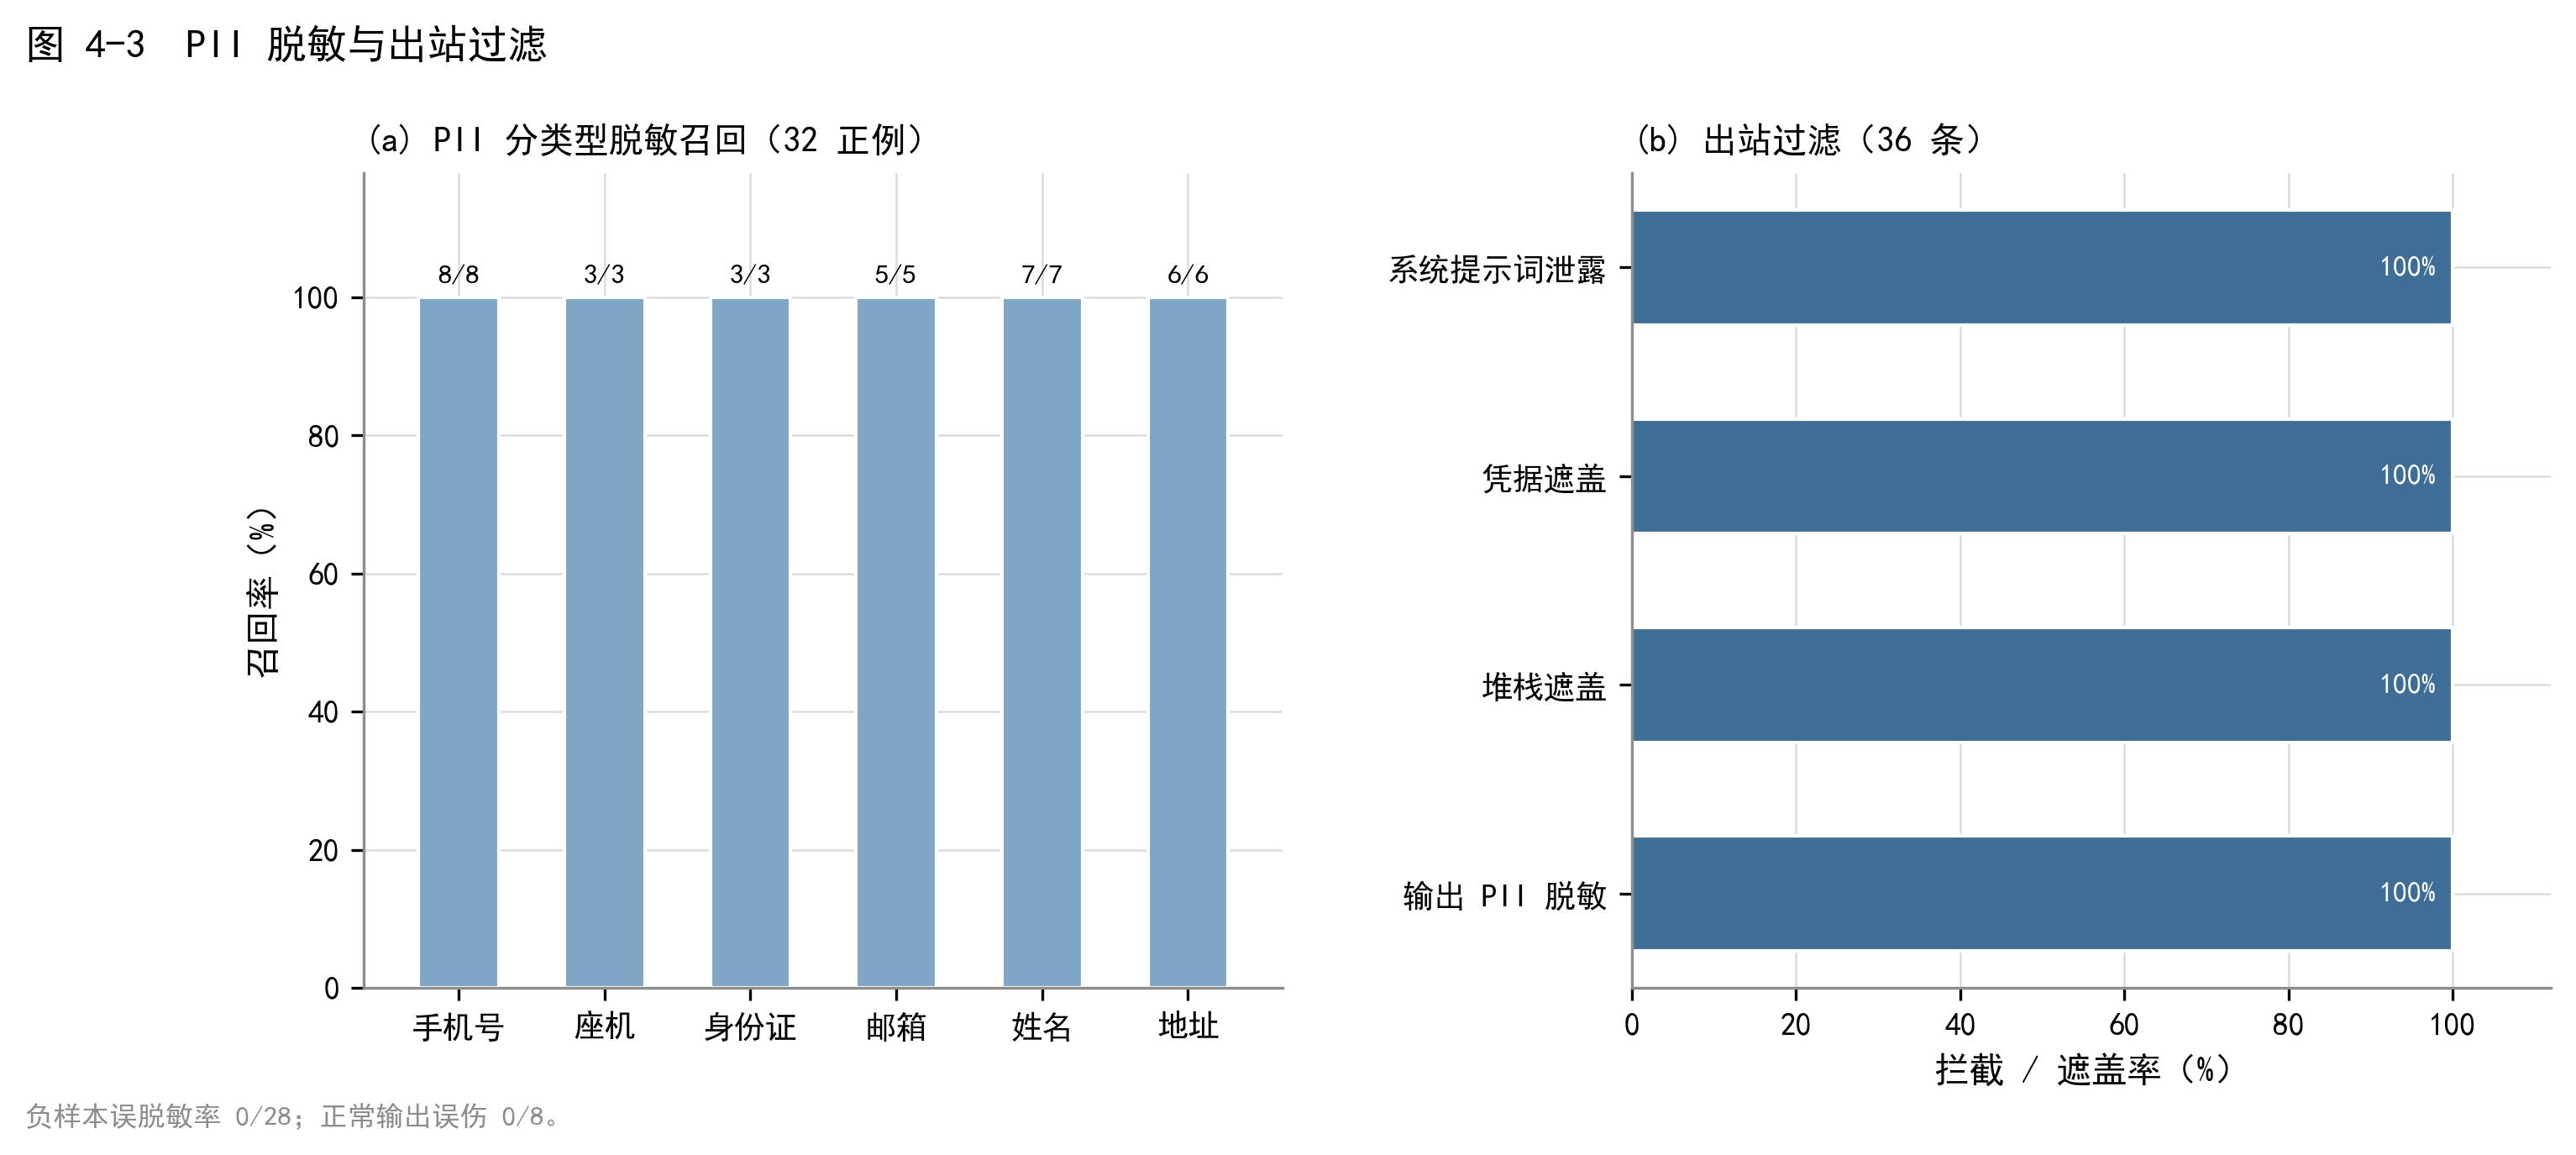 图 4-3 PII 脱敏与出站过滤
(a) PII 分类型脱敏召回（32 正例）
8/8 3/3 3/3 5/5 7/7 6/6
召回率（%）
100
80
60
40
20
0
手机号 座机 身份证 邮箱 姓名 地址
(b) 出站过滤（36 条）
系统提示词泄露 100%
凭据遮盖 100%
堆栈遮盖 100%
输出 PII 脱敏 100%
0 20 40 60 80 100
拦截 / 遮盖率（%）
负样本误脱敏率 0/28；正常输出误伤 0/8。